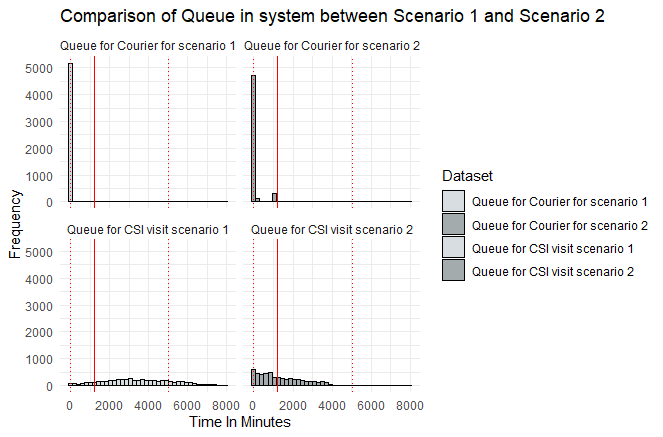 Comparison of Queue in system between Scenario 1 and Scenario 2
Queue for Courier for scenario 1
Queue for Courier for scenario 2
5000
4000
3000
2000
1000
0
Queue for CSI visit scenario 1
Queue for CSI visit scenario 2
5000
4000
3000
2000
1000
0
Frequency
0 2000 4000 6000 8000
0 2000 4000 6000 8000
Time In Minutes
Dataset
Queue for Courier for scenario 1
Queue for Courier for scenario 2
Queue for CSI visit scenario 1
Queue for CSI visit scenario 2